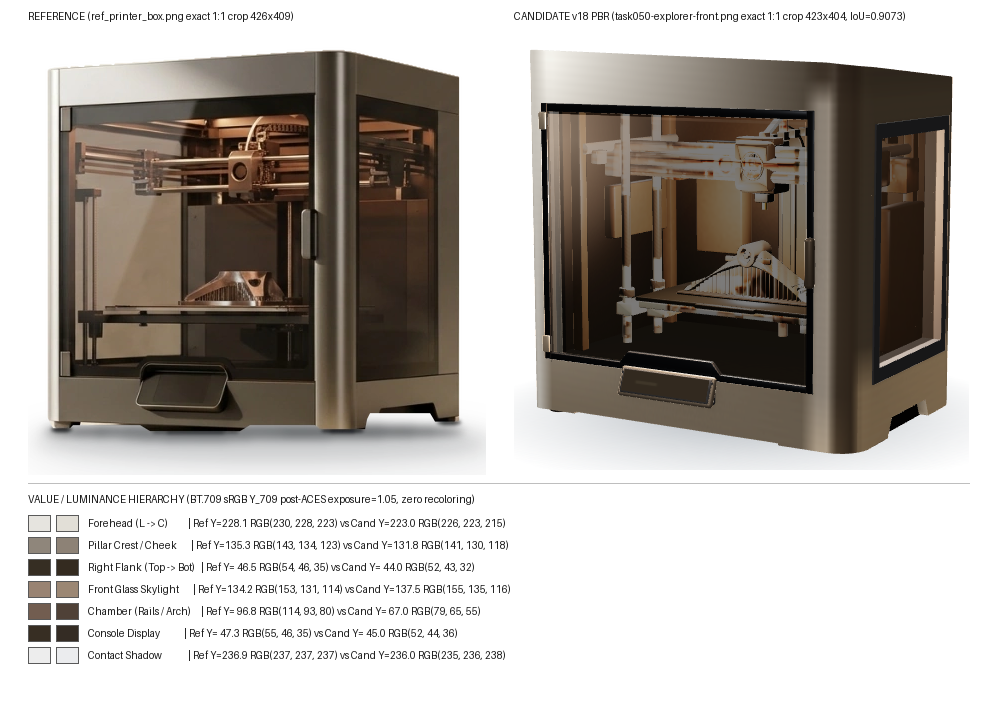 REFERENCE (ref_printer_box.png exact 1:1 crop 426x409)
CANDIDATE v18 PBR (task050-explorer-front.png exact 1:1 crop 423x404, IoU=0.9073)
VALUE / LUMINANCE HIERARCHY (BT.709 sRGB Y_709 post-ACES exposure=1.05, zero recoloring)
Forehead (L -> C) | Ref Y=228.1 RGB(230, 228, 223) vs Cand Y=223.0 RGB(226, 223, 215)
Pillar Crest / Cheek | Ref Y=135.3 RGB(143, 134, 123) vs Cand Y=131.8 RGB(141, 130, 118)
Right Flank (Top -> Bot) | Ref Y= 46.5 RGB(54, 46, 35) vs Cand Y= 44.0 RGB(52, 43, 32)
Front Glass Skylight | Ref Y=134.2 RGB(153, 131, 114) vs Cand Y=137.5 RGB(155, 135, 116)
Chamber (Rails / Arch) | Ref Y= 96.8 RGB(114, 93, 80) vs Cand Y= 67.0 RGB(79, 65, 55)
Console Display | Ref Y= 47.3 RGB(55, 46, 35) vs Cand Y= 45.0 RGB(52, 44, 36)
Contact Shadow | Ref Y=236.9 RGB(237, 237, 237) vs Cand Y=236.0 RGB(235, 236, 238)